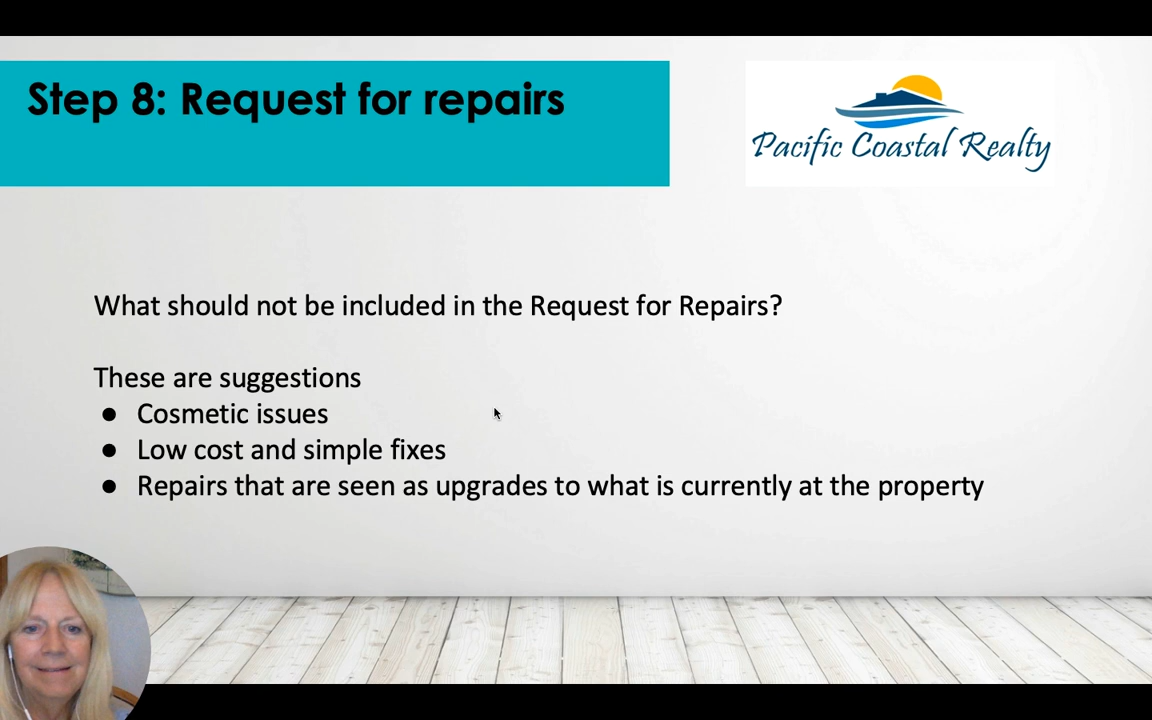 Step 8: Request for repairs
Pacific Coastal Realty
What should not be included in the Request for Repairs?
These are suggestions
● Cosmetic issues
● Low cost and simple fixes
● Repairs that are seen as upgrades to what is currently at the property